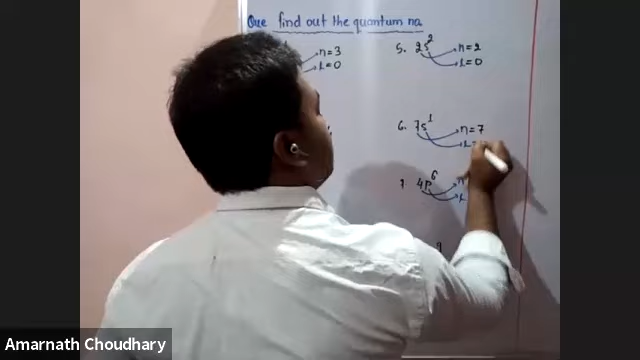 Que find out the quantum no.
n=3
l=0
5. 2s² n=2
l=0
6. 7s¹ n=7
l=
7. 4p⁶ n
l
Amarnath Choudhary